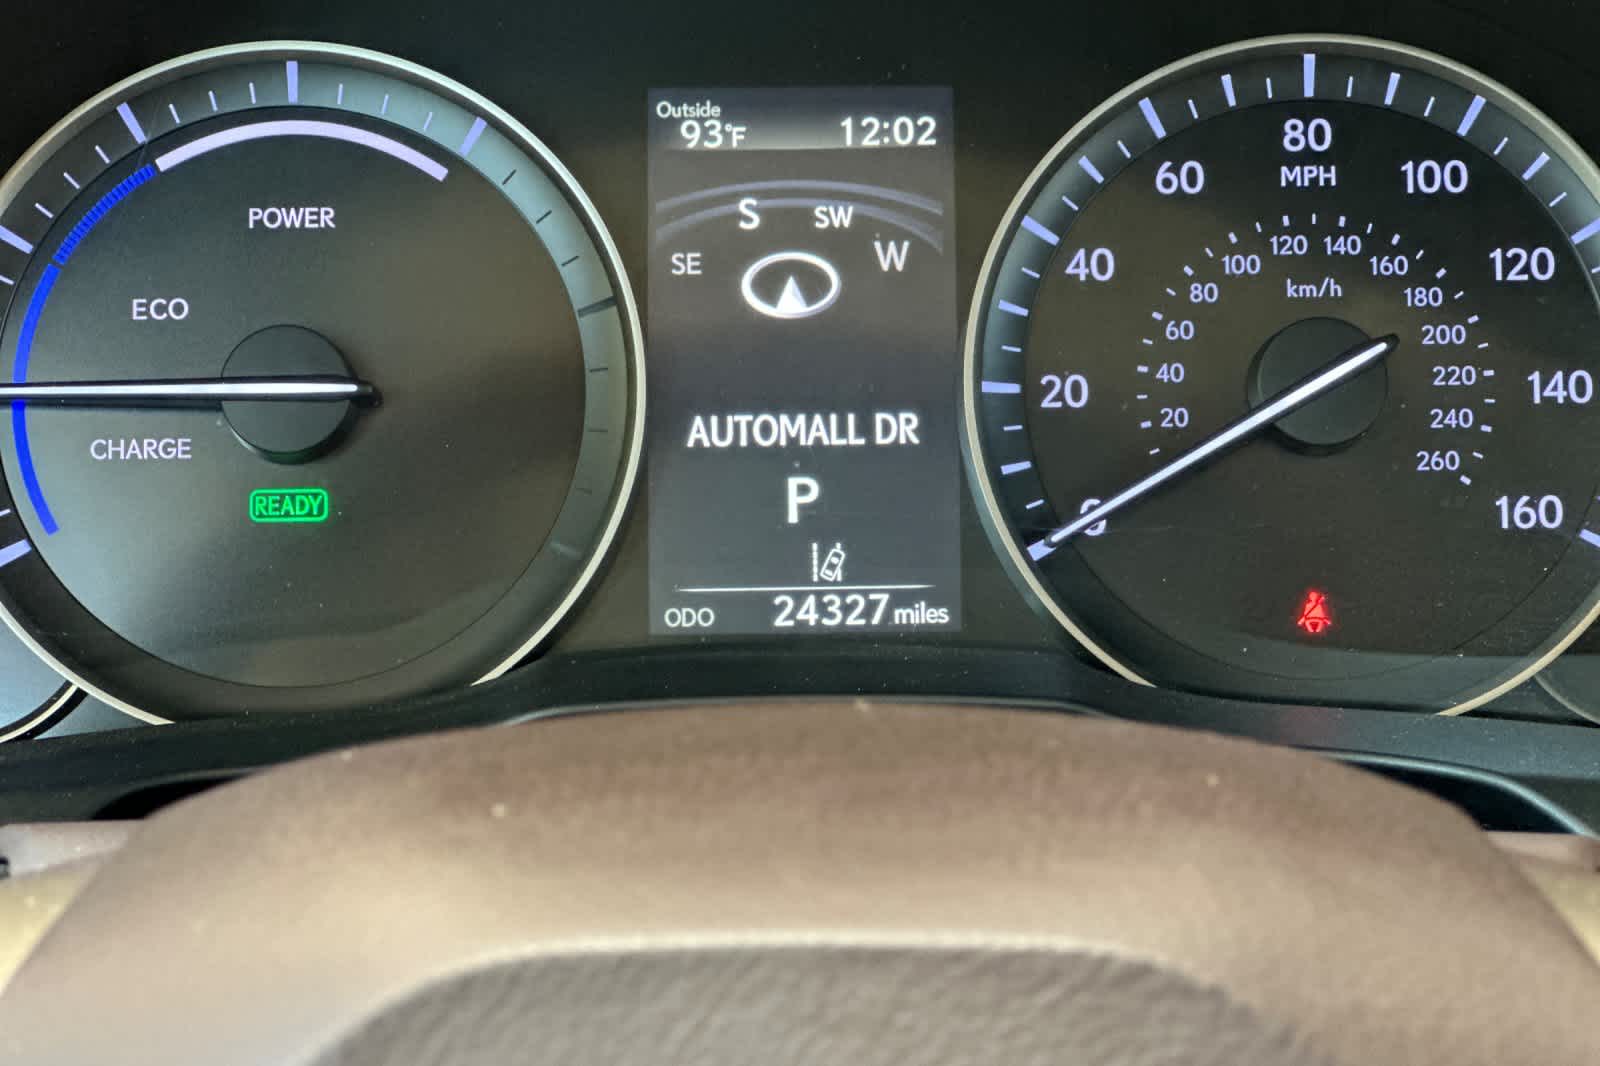 POWER
ECO
CHARGE
READY
Outside
93°F 12:02
SE S SW W
AUTOMALL DR
P
ODO 24327 miles
0 20 40 60 80 100 120 140 160
MPH
20 40 60 80 100 120 140 160 180 200 220 240 260
km/h